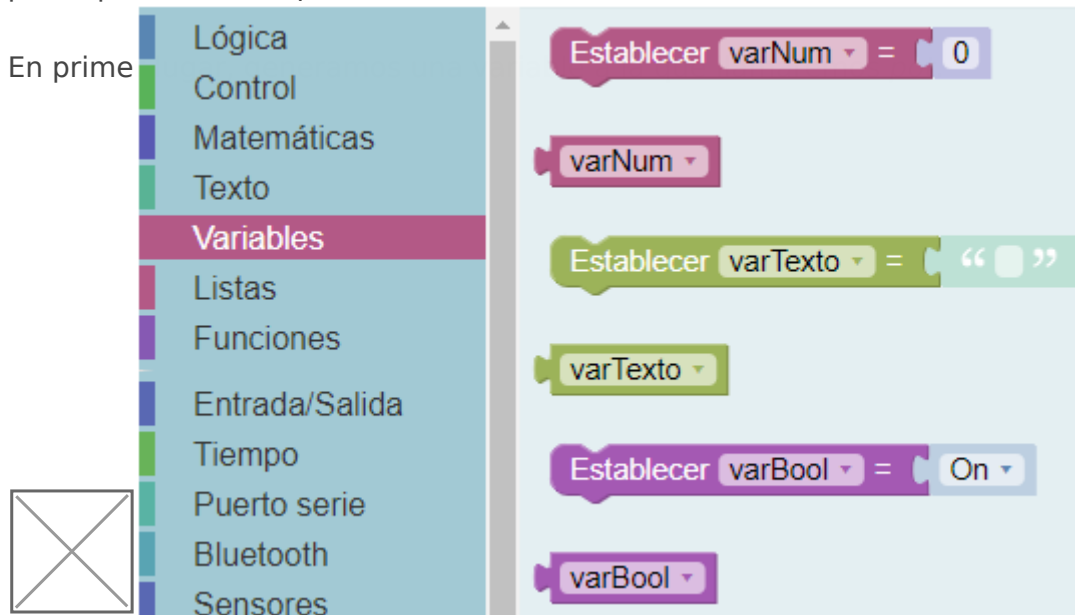 En prime
Lógica
Control
Matemáticas
Texto
Variables
Listas
Funciones
Entrada/Salida
Tiempo
Puerto serie
Bluetooth
Sensores
Establecer varNum = 0
varNum
Establecer varTexto = “ ”
varTexto
Establecer varBool = On
varBool